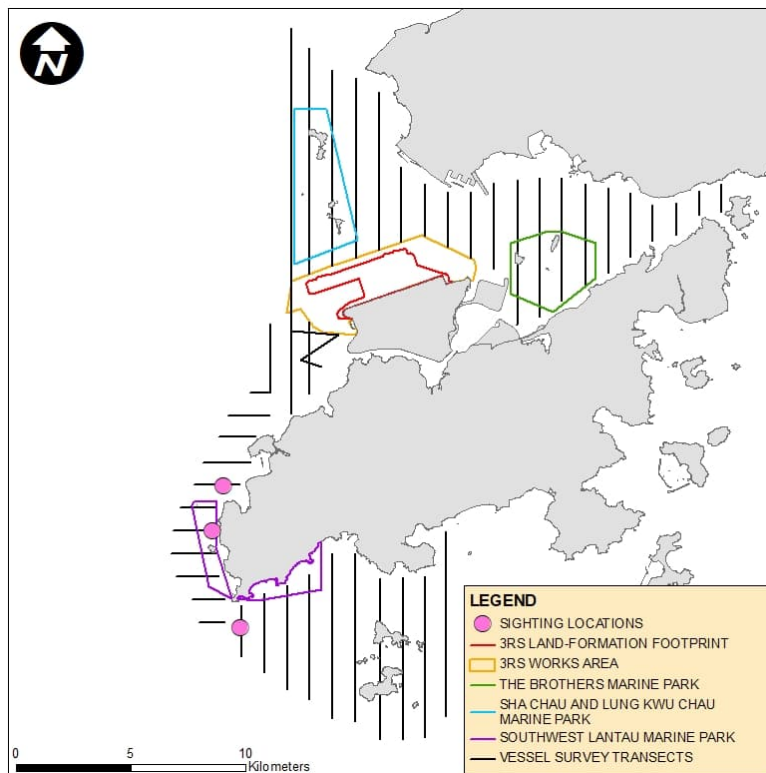 N
LEGEND
SIGHTING LOCATIONS
3RS LAND-FORMATION FOOTPRINT
3RS WORKS AREA
THE BROTHERS MARINE PARK
SHA CHAU AND LUNG KWU CHAU
MARINE PARK
SOUTHWEST LANTAU MARINE PARK
VESSEL SURVEY TRANSECTS
0 5 10
Kilometers